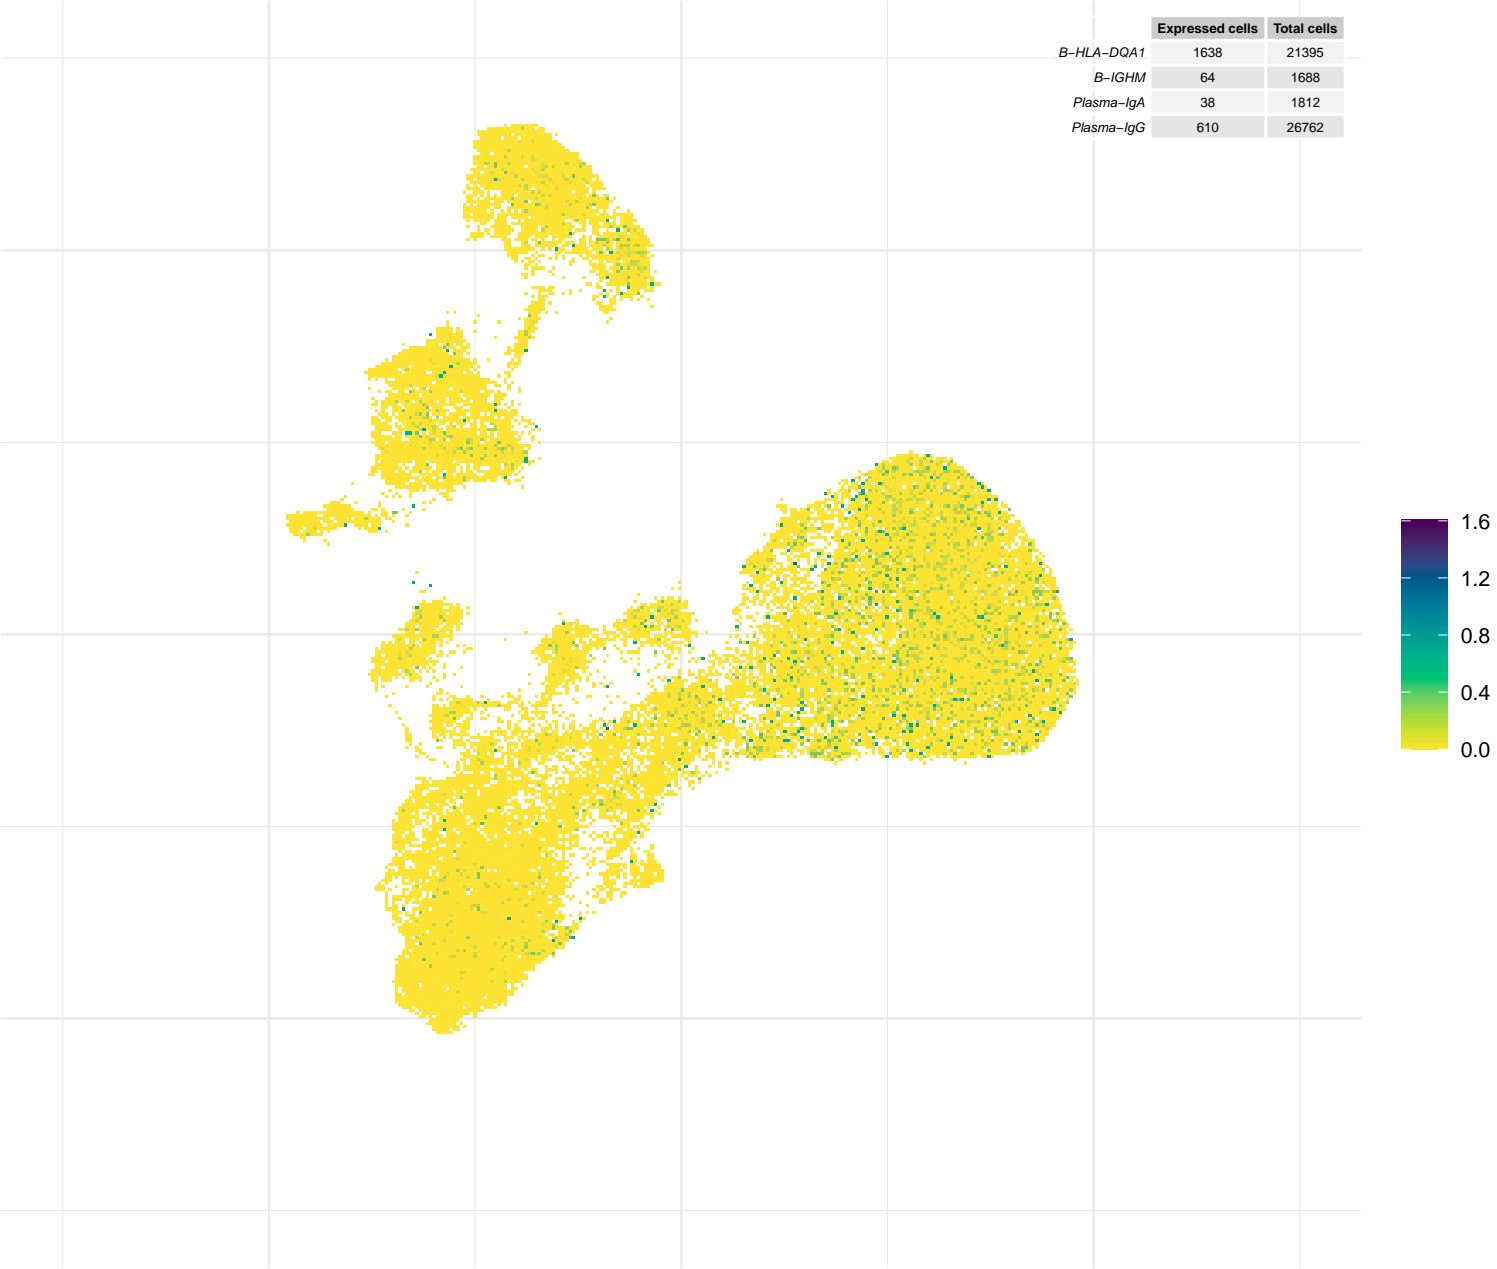 Expressed cells Total cells
B−HLA−DQA1 1638 21395
B−IGHM 64 1688
Plasma−IgA 38 1812
Plasma−IgG 610 26762
1.6
1.2
0.8
0.4
0.0